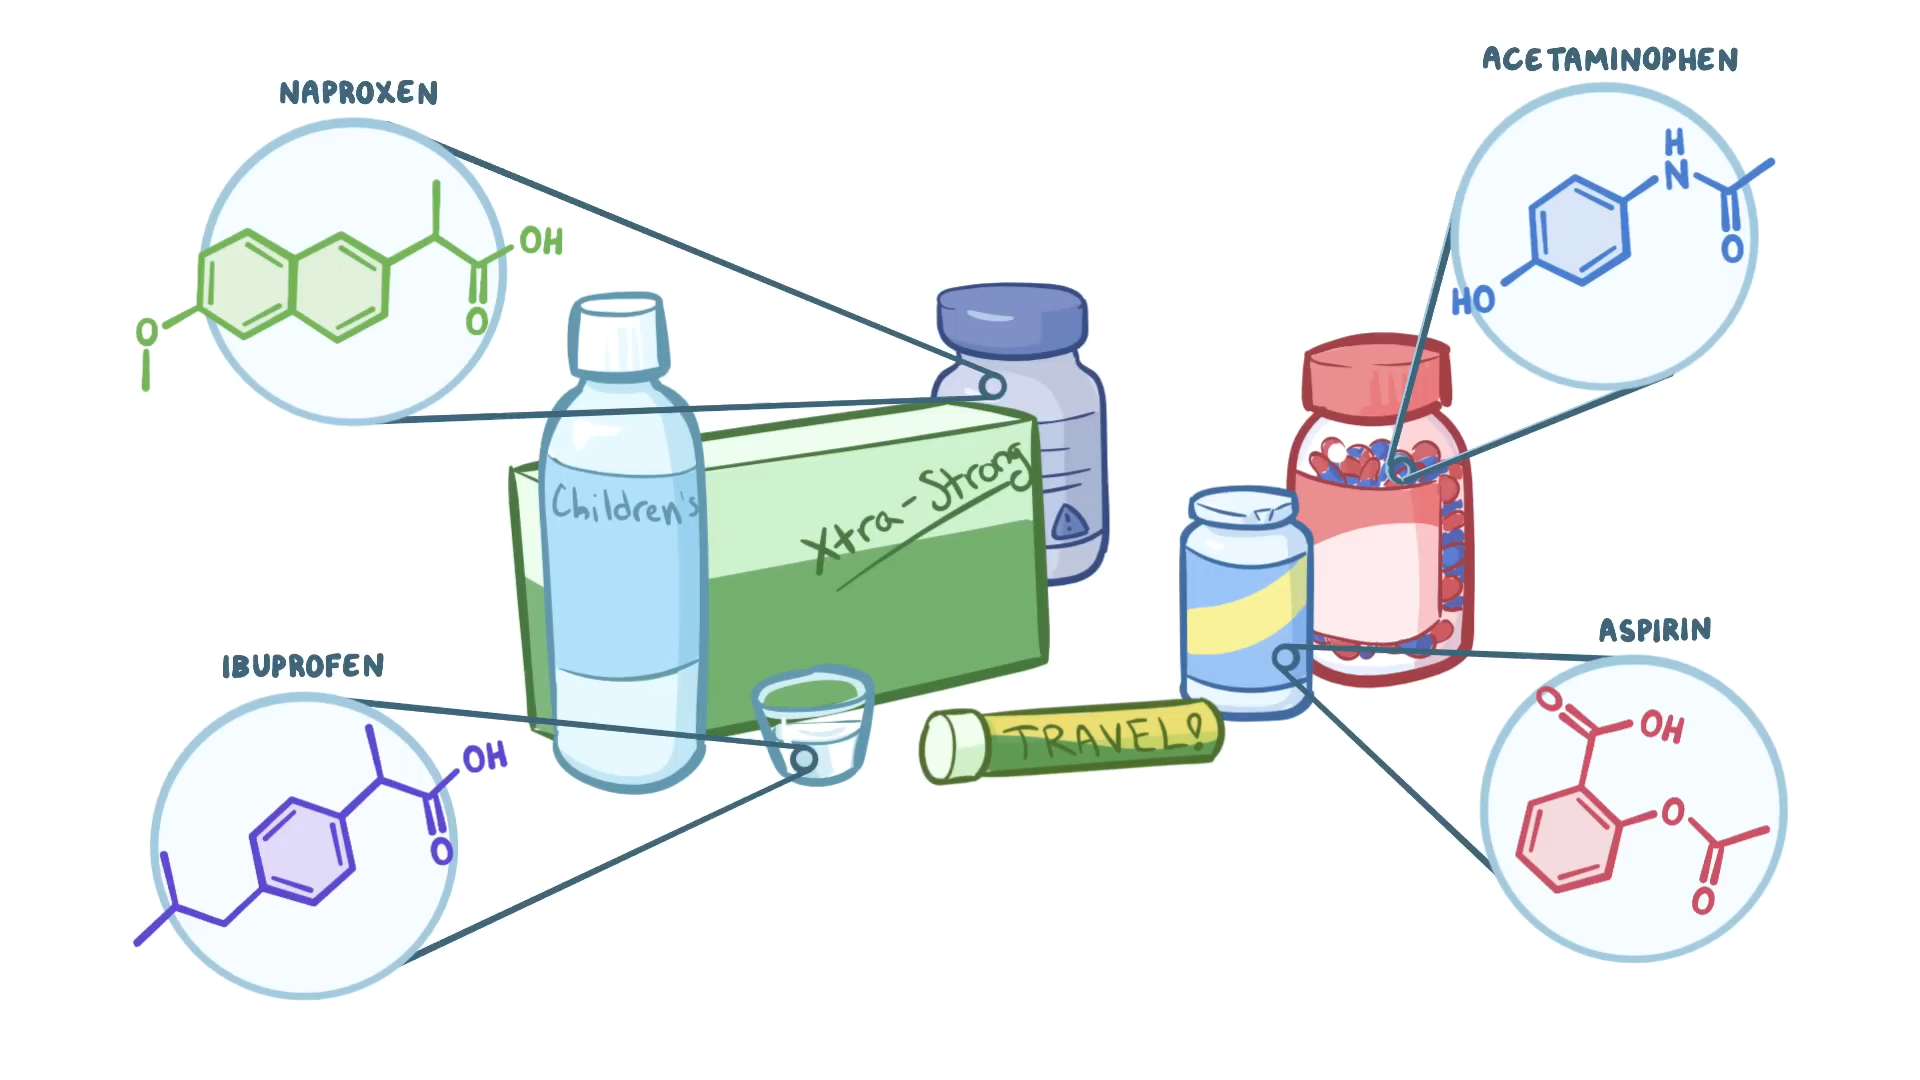 NAPROXEN
ACETAMINOPHEN
H
N
O
HO
OH
O
O
Children's
Xtra-Strong
IBUPROFEN
OH
O
TRAVEL!
ASPIRIN
O
OH
O
O